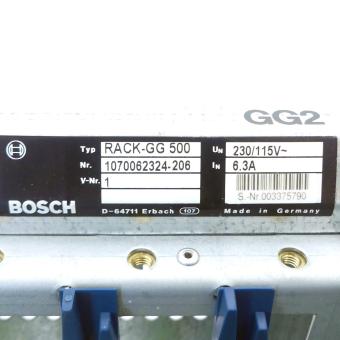 GG2
Typ RACK-GG 500 UN 230/115V~
Nr. 1070062324-206 IN 6.3A
V-Nr. 1
S.-Nr.003375790
BOSCH D-64711 Erbach 107 Made in Germany